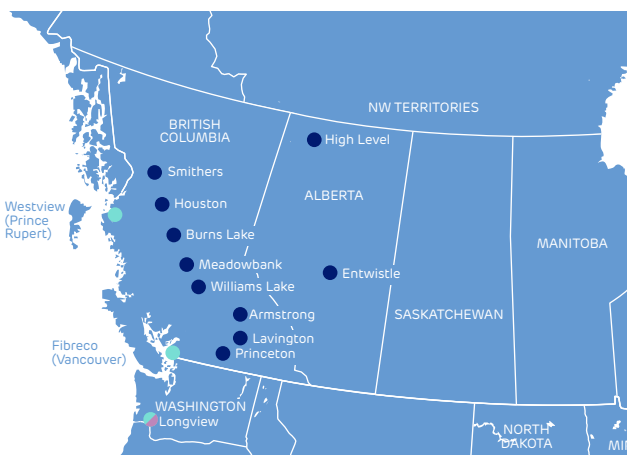 NW TERRITORIES
BRITISH
COLUMBIA
High Level
Smithers
ALBERTA
Houston
Westview
(Prince
Rupert)
Burns Lake
MANITOBA
Meadowbank
Entwistle
Williams Lake
Armstrong
SASKATCHEWAN
Lavington
Fibreco
(Vancouver)
Princeton
WASHINGTON
Longview
NORTH
DAKOTA
MIN